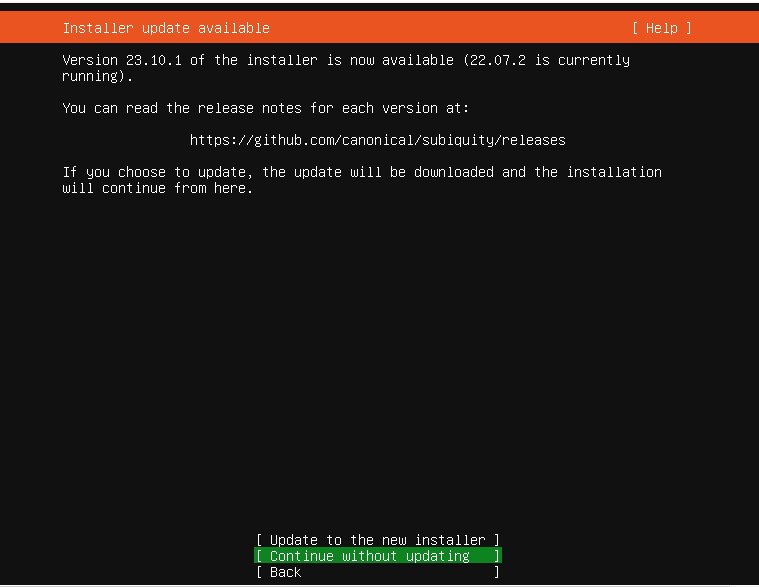 Installer update available [ Help ]
Version 23.10.1 of the installer is now available (22.07.2 is currently
running).
You can read the release notes for each version at:
https://github.com/canonical/subiquity/releases
If you choose to update, the update will be downloaded and the installation
will continue from here.
[ Update to the new installer ]
[ Continue without updating ]
[ Back ]